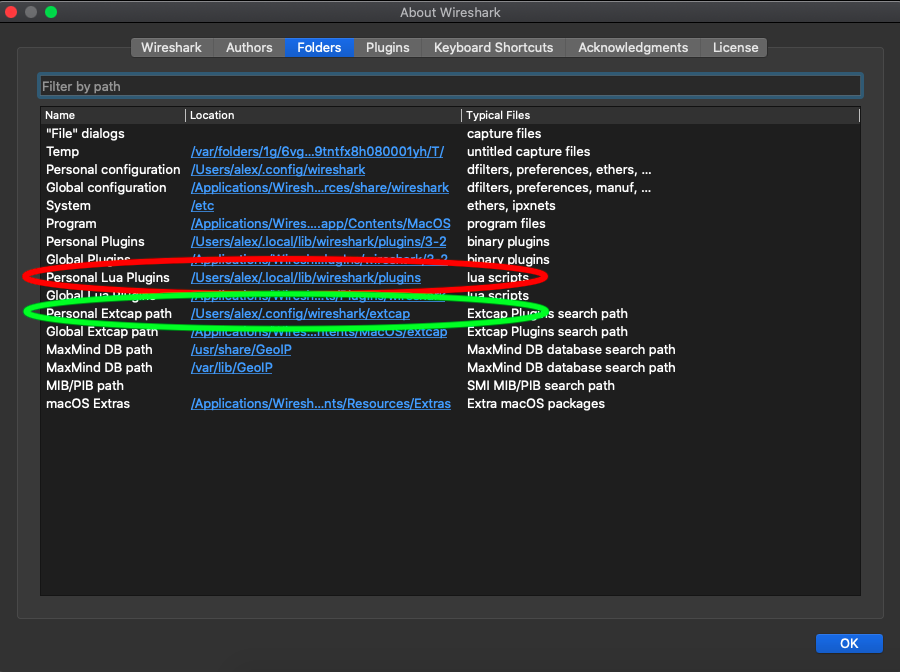 About Wireshark
Wireshark Authors Folders Plugins Keyboard Shortcuts Acknowledgments License
Filter by path
Name Location Typical Files
"File" dialogs capture files
Temp /var/folders/1g/6vg...9tntfx8h080001yh/T/ untitled capture files
Personal configuration /Users/alex/.config/wireshark dfilters, preferences, ethers, ...
Global configuration /Applications/Wiresh...rces/share/wireshark dfilters, preferences, manuf, ...
System /etc ethers, ipxnets
Program /Applications/Wires....app/Contents/MacOS program files
Personal Plugins /Users/alex/.local/lib/wireshark/plugins/3-2 binary plugins
Global Plugins /Applications/Wiresh...lugins/wireshark/3-2 binary plugins
Personal Lua Plugins /Users/alex/.local/lib/wireshark/plugins lua scripts
Global Lua Plugins lua scripts
Personal Extcap path /Users/alex/.config/wireshark/extcap Extcap Plugins search path
Global Extcap path /Applications/Wires...ntents/MacOS/extcap Extcap Plugins search path
MaxMind DB path /usr/share/GeoIP MaxMind DB database search path
MaxMind DB path /var/lib/GeoIP MaxMind DB database search path
MIB/PIB path SMI MIB/PIB search path
macOS Extras /Applications/Wiresh...nts/Resources/Extras Extra macOS packages
OK